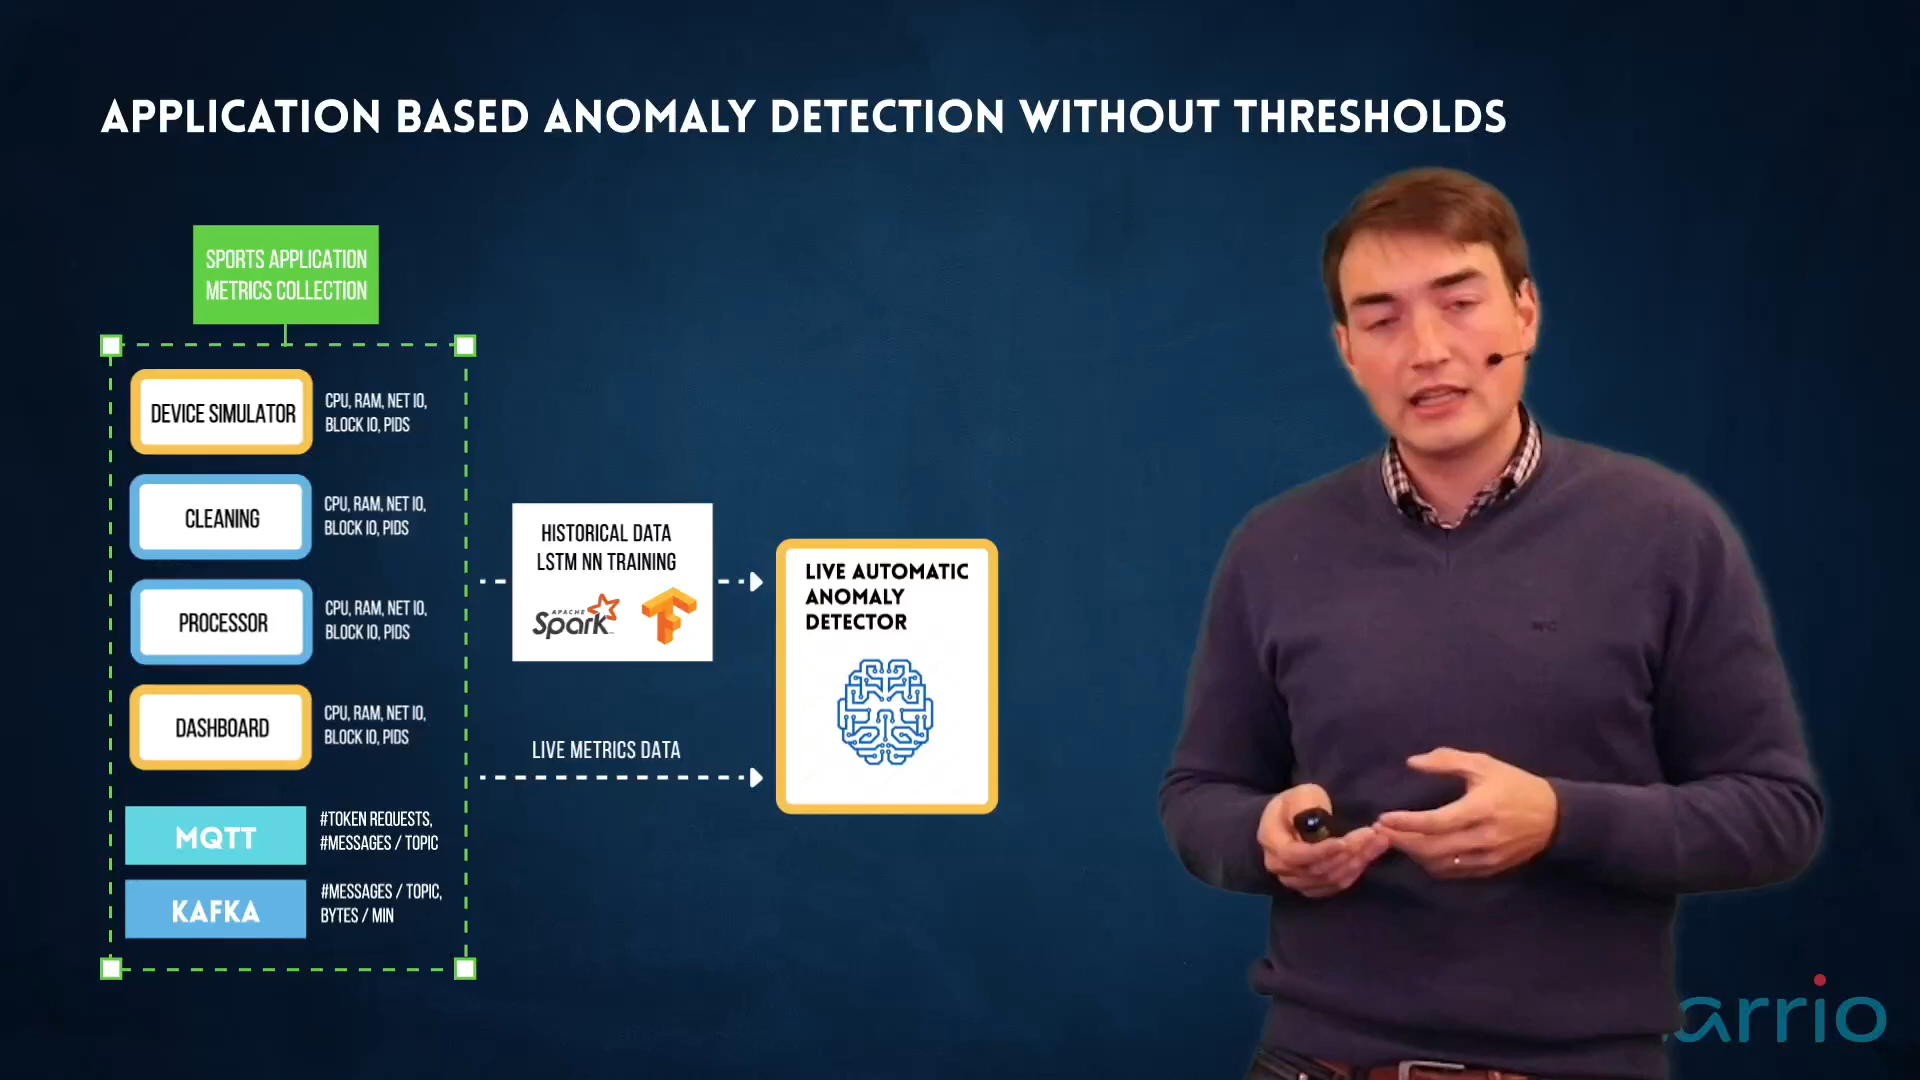 APPLICATION BASED ANOMALY DETECTION WITHOUT THRESHOLDS
SPORTS APPLICATION
METRICS COLLECTION
DEVICE SIMULATOR
CPU, RAM, NET IO,
BLOCK IO, PIDS
CLEANING
CPU, RAM, NET IO,
BLOCK IO, PIDS
PROCESSOR
CPU, RAM, NET IO,
BLOCK IO, PIDS
DASHBOARD
CPU, RAM, NET IO,
BLOCK IO, PIDS
MQTT
#TOKEN REQUESTS,
#MESSAGES / TOPIC
KAFKA
#MESSAGES / TOPIC,
BYTES / MIN
HISTORICAL DATA
LSTM NN TRAINING
APACHE
Spark
LIVE METRICS DATA
LIVE AUTOMATIC
ANOMALY
DETECTOR
arrio